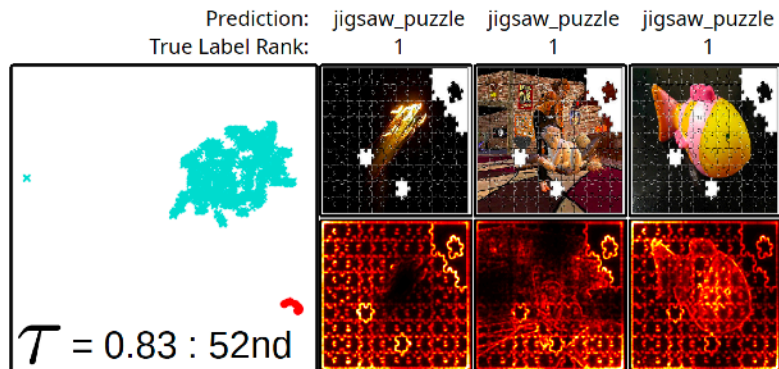 Prediction: jigsaw_puzzle jigsaw_puzzle jigsaw_puzzle
True Label Rank: 1 1 1
τ = 0.83 : 52nd